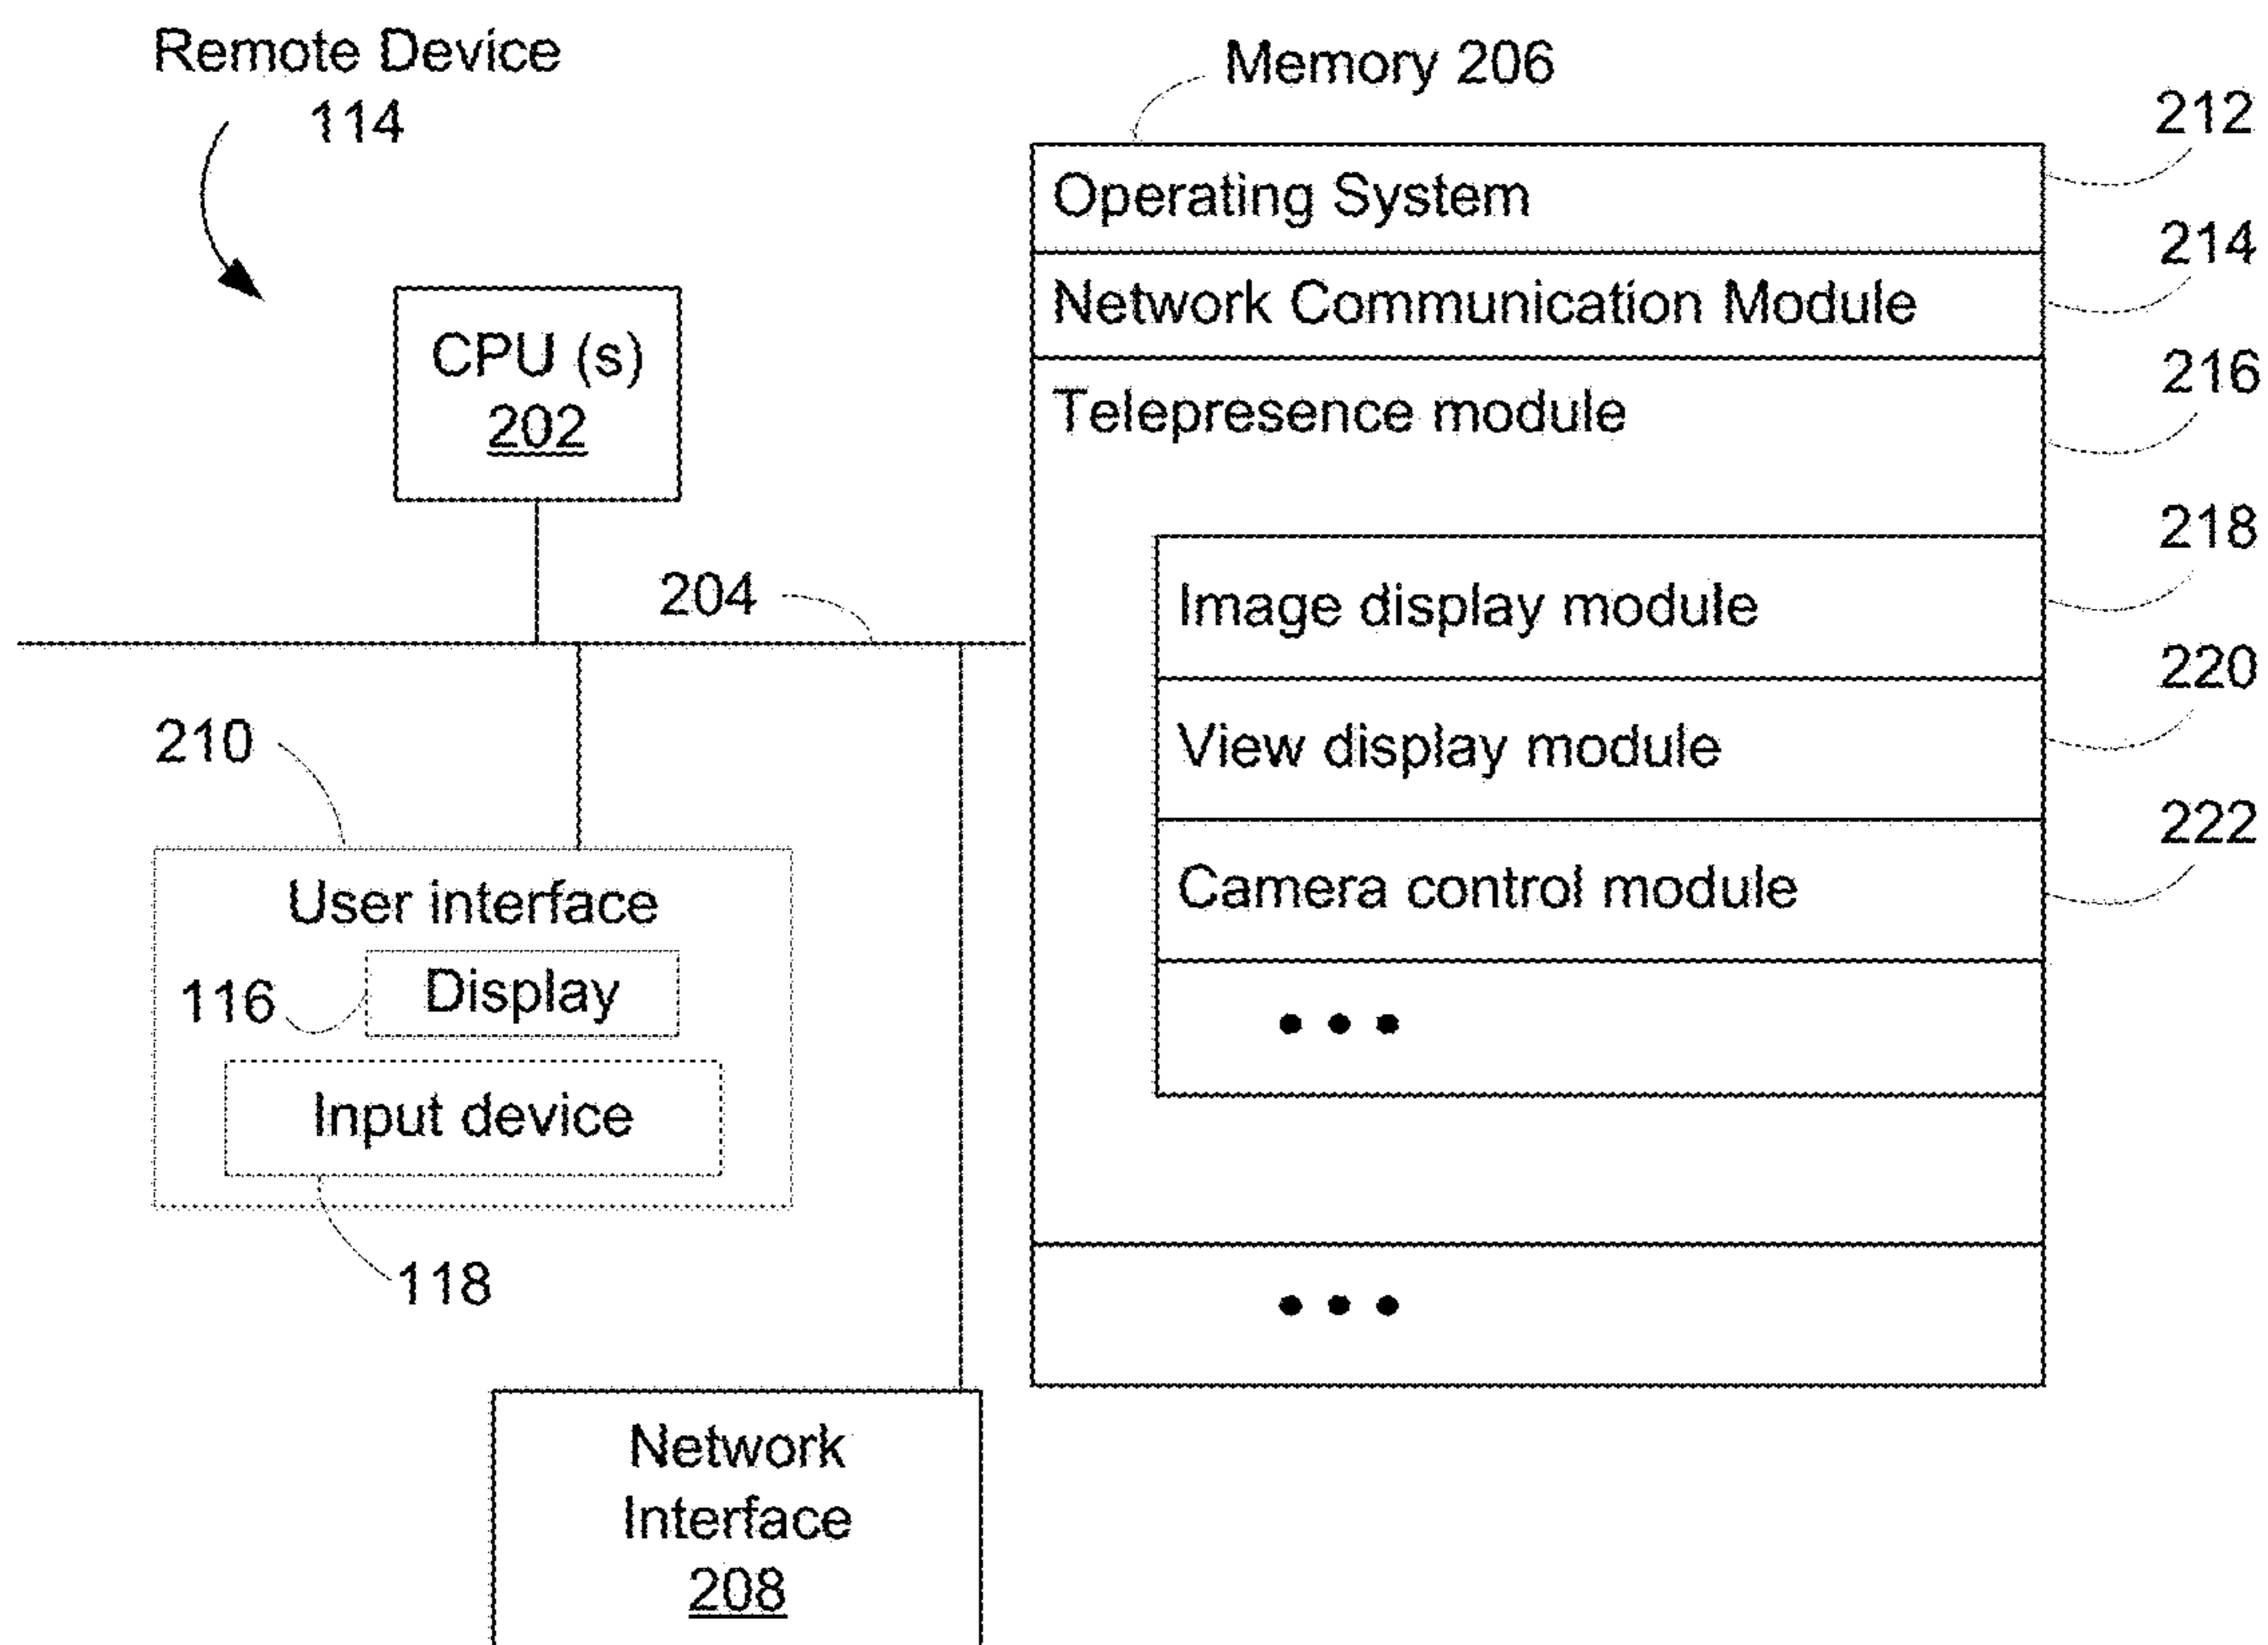 Remote Device
114
Memory 206
212
Operating System
214
Network Communication Module
216
Telepresence module
CPU (s)
202
218
Image display module
204
220
View display module
210
222
Camera control module
User interface
Display
116
• • •
Input device
118
• • •
Network
Interface
208